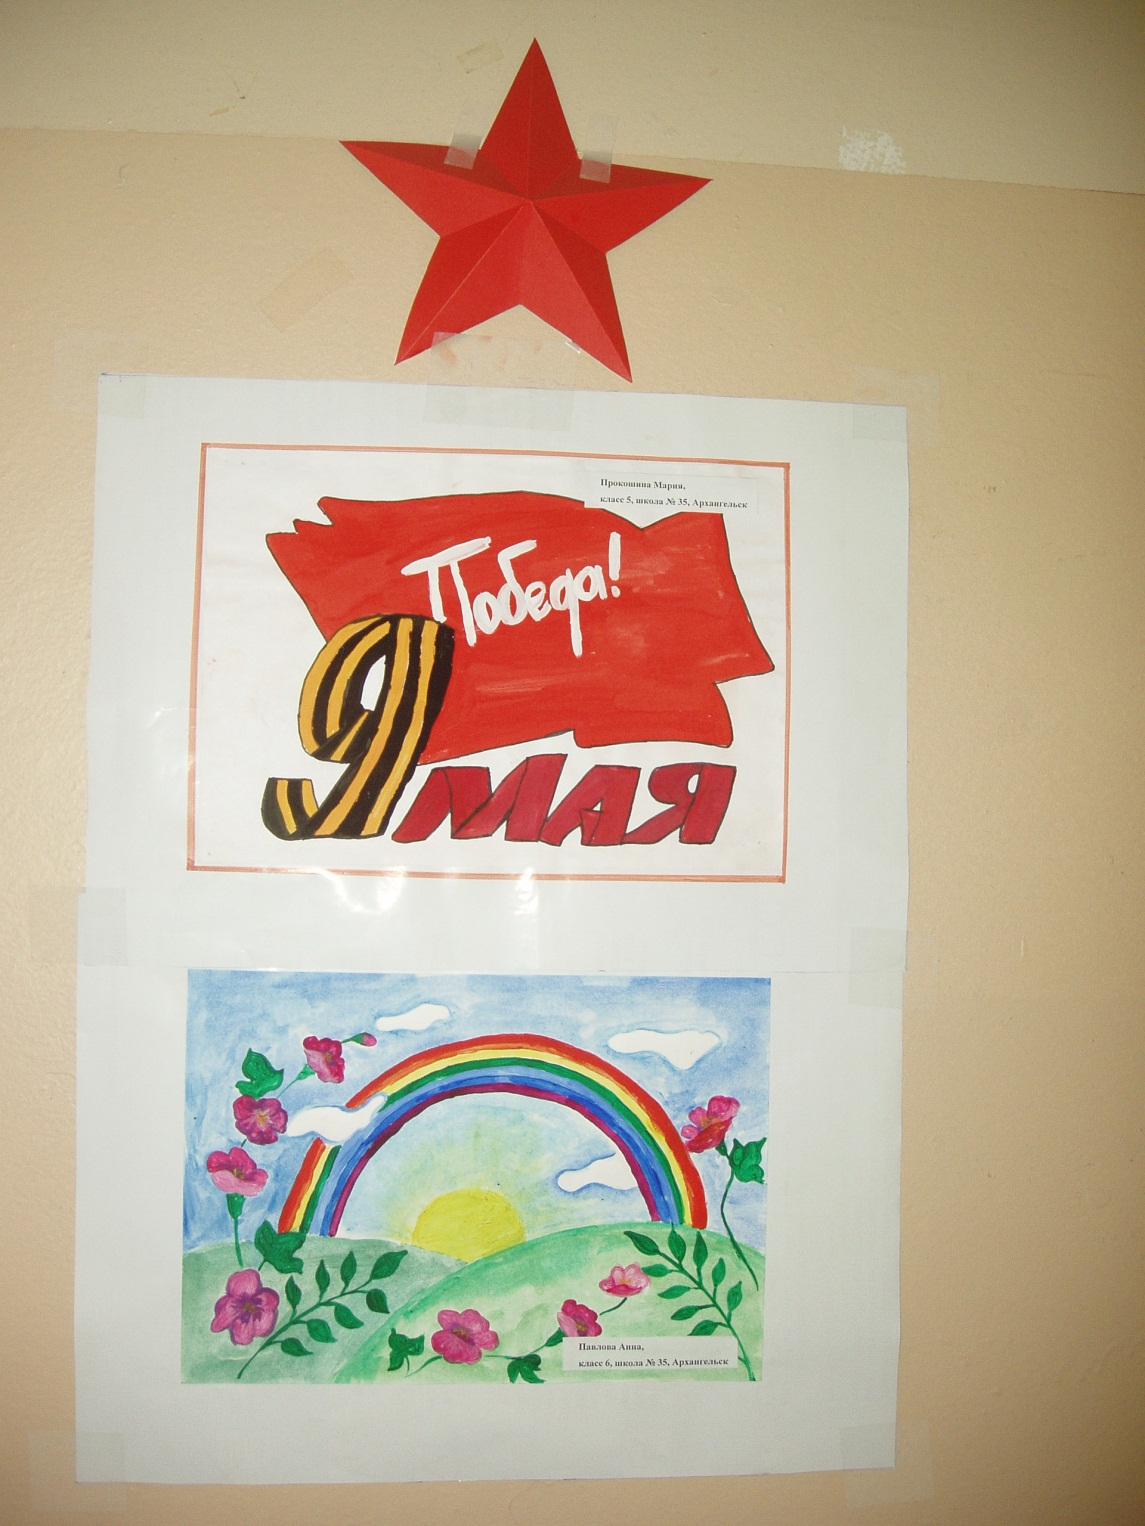 Прокошина Мария,
класс 5, школа № 35, Архангельск
Победа!
9 МАЯ
Павлова Анна,
класс 6, школа № 35, Архангельск